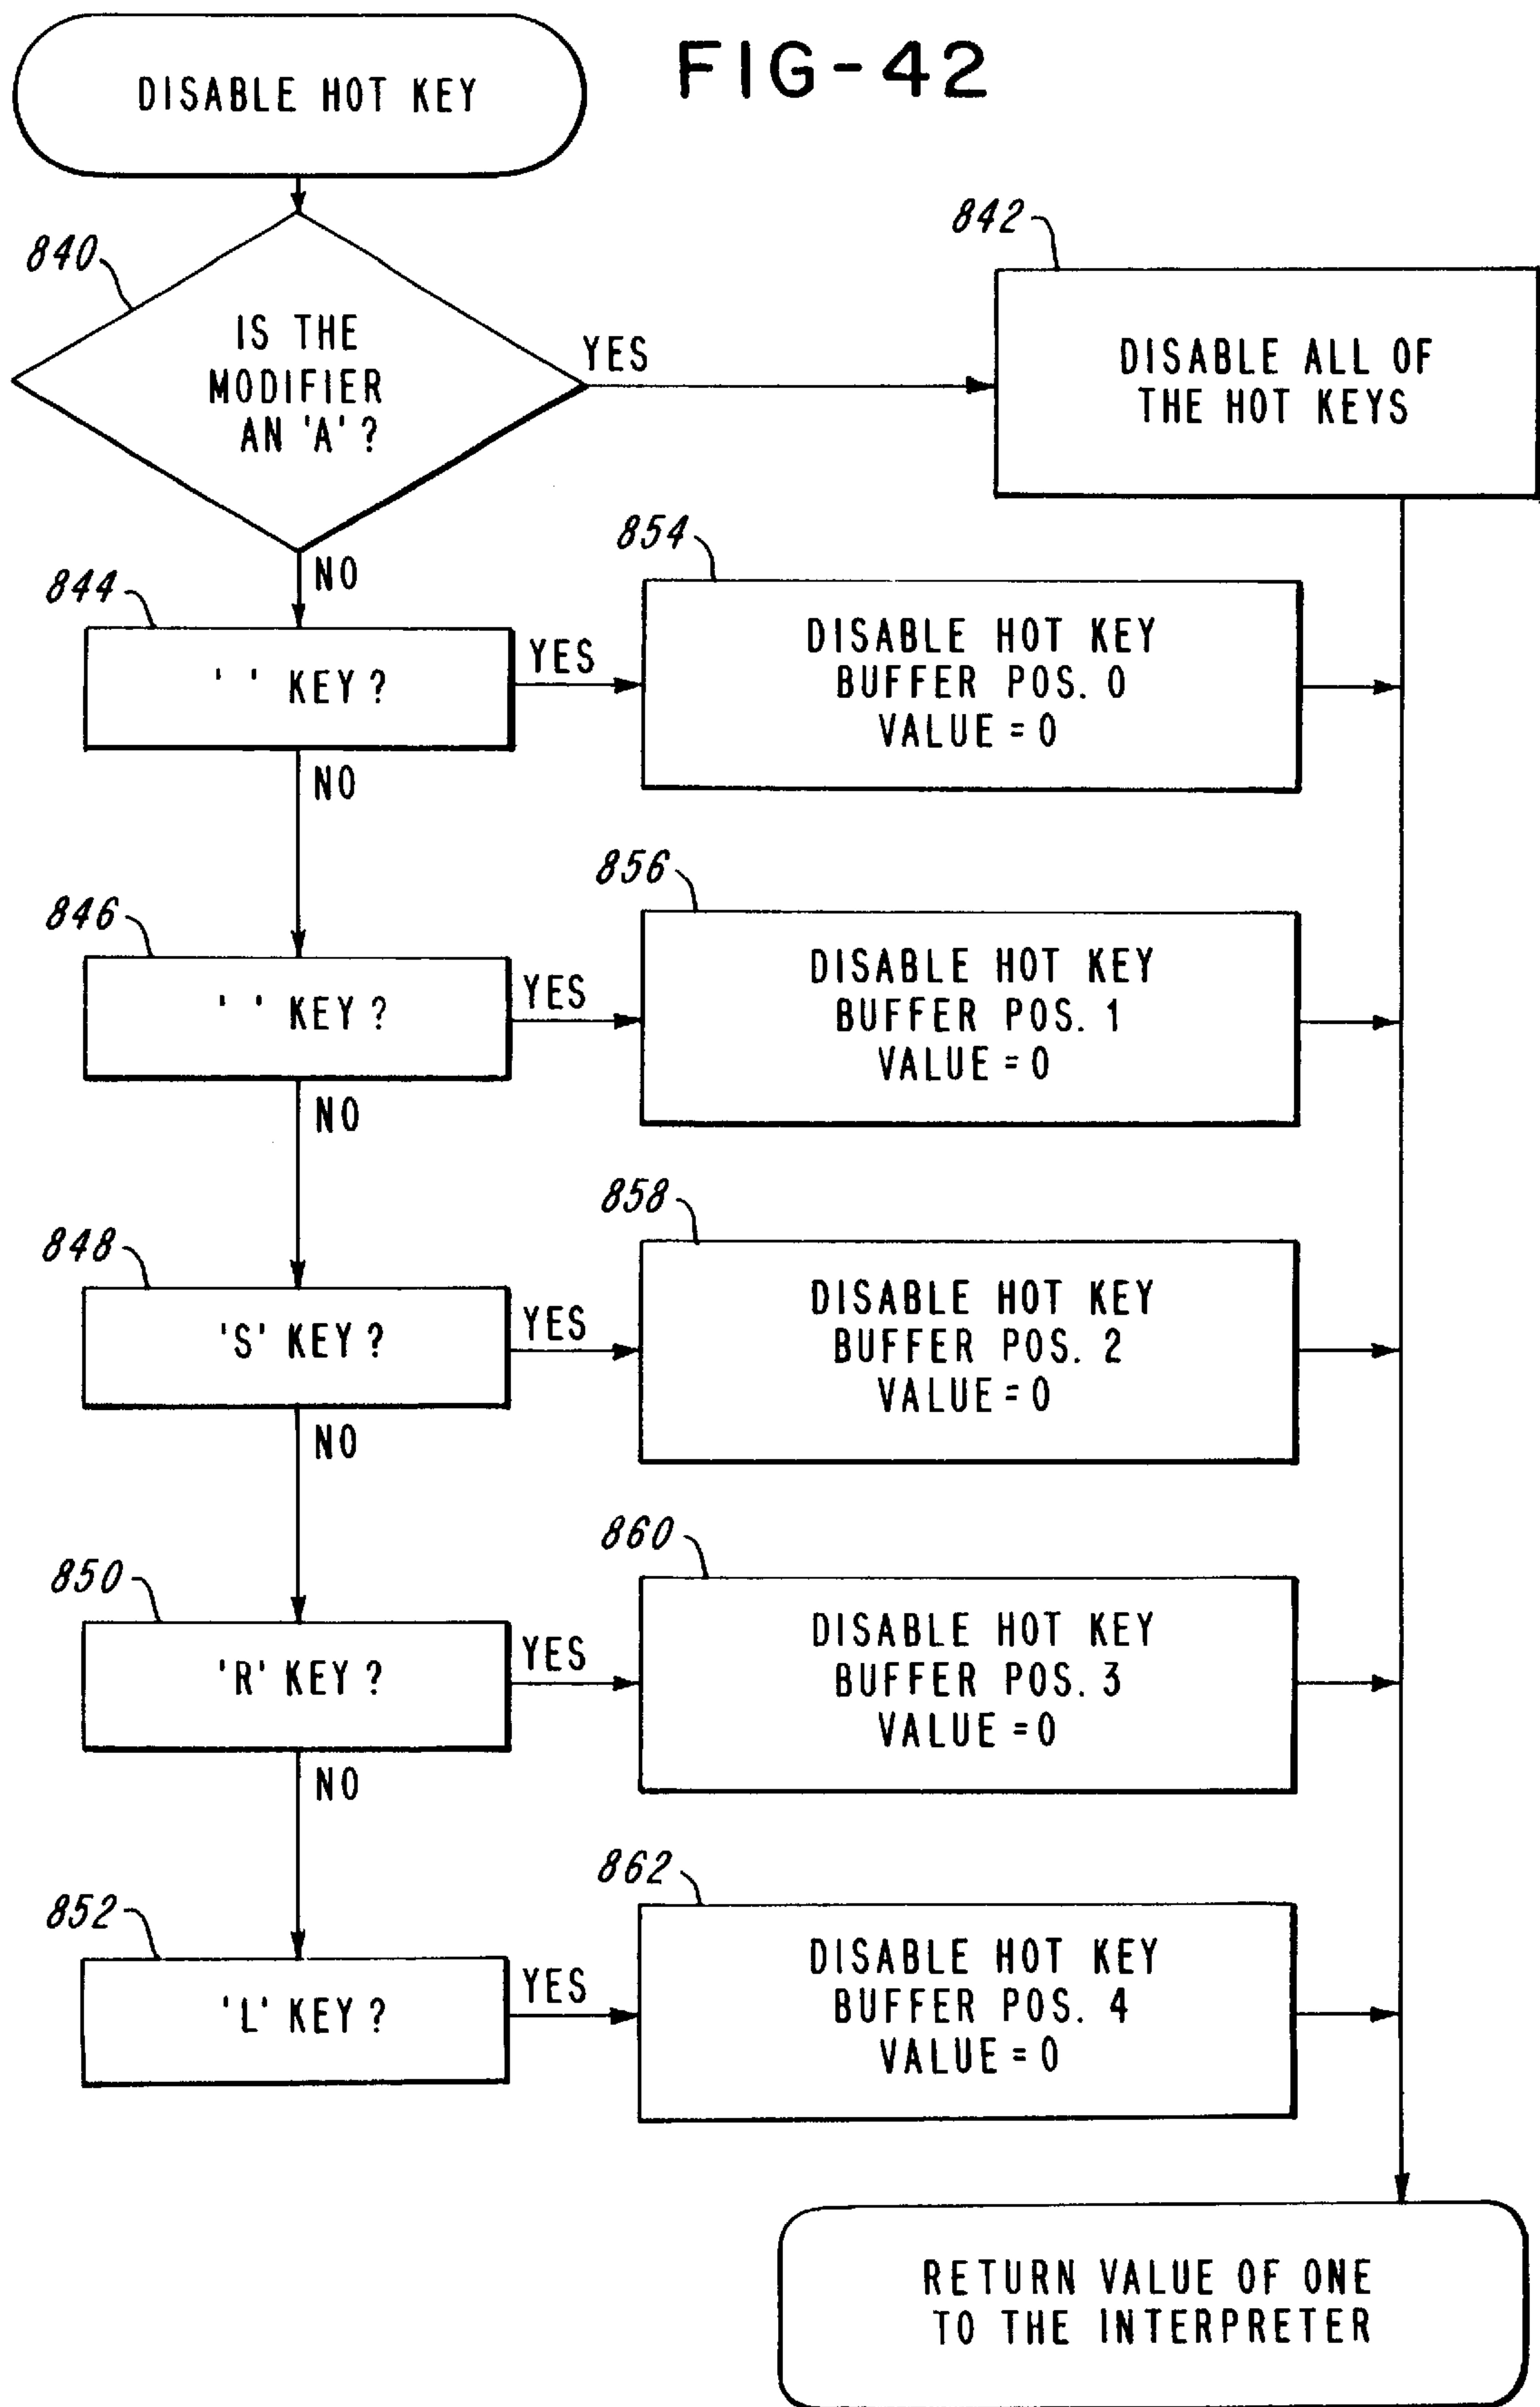 FIG-42
DISABLE HOT KEY
840
IS THE
MODIFIER
AN 'A'?
YES
842
DISABLE ALL OF
THE HOT KEYS
NO
844
' ' KEY?
YES
854
DISABLE HOT KEY
BUFFER POS. 0
VALUE = 0
NO
846
' ' KEY?
YES
856
DISABLE HOT KEY
BUFFER POS. 1
VALUE = 0
NO
848
'S' KEY?
YES
858
DISABLE HOT KEY
BUFFER POS. 2
VALUE = 0
NO
850
'R' KEY?
YES
860
DISABLE HOT KEY
BUFFER POS. 3
VALUE = 0
NO
852
'L' KEY?
YES
862
DISABLE HOT KEY
BUFFER POS. 4
VALUE = 0
RETURN VALUE OF ONE
TO THE INTERPRETER